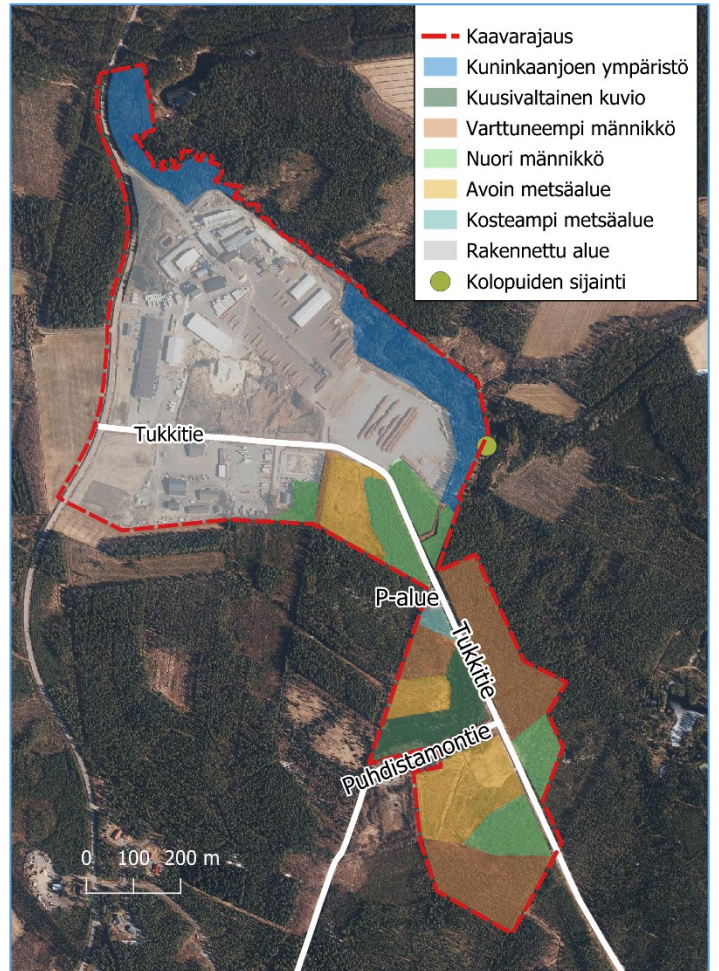 Kaavarajaus
Kuninkaanjoen ympäristö
Kuusivaltainen kuvio
Varttuneempi männikkö
Nuori männikkö
Avoin metsäalue
Kosteampi metsäalue
Rakennettu alue
Kolopuiden sijainti
Tukkitie
P-alue
Tukkitie
Puhdistamontie
0 100 200 m